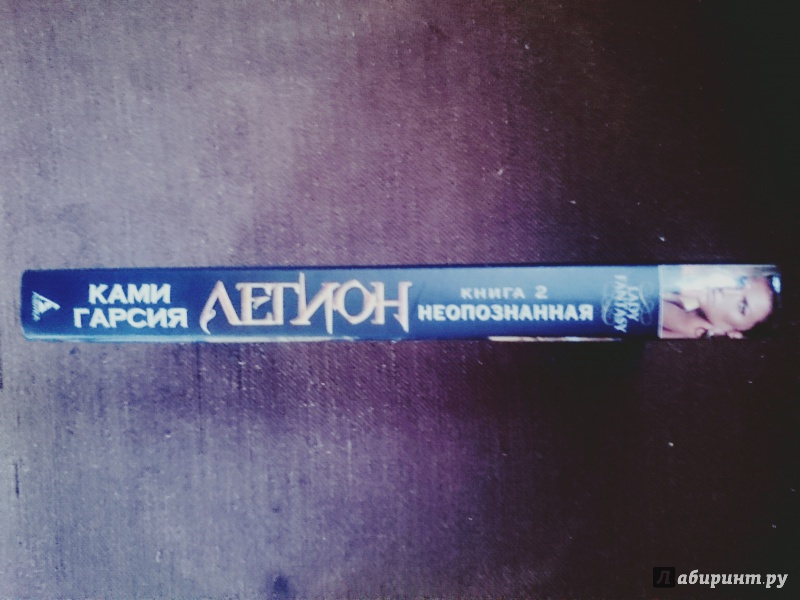 КАМИ
ГАРСИЯ
ЛЕГИОН
КНИГА 2
НЕОПОЗНАННАЯ
LADY
FANTASY
Лабиринт.ру